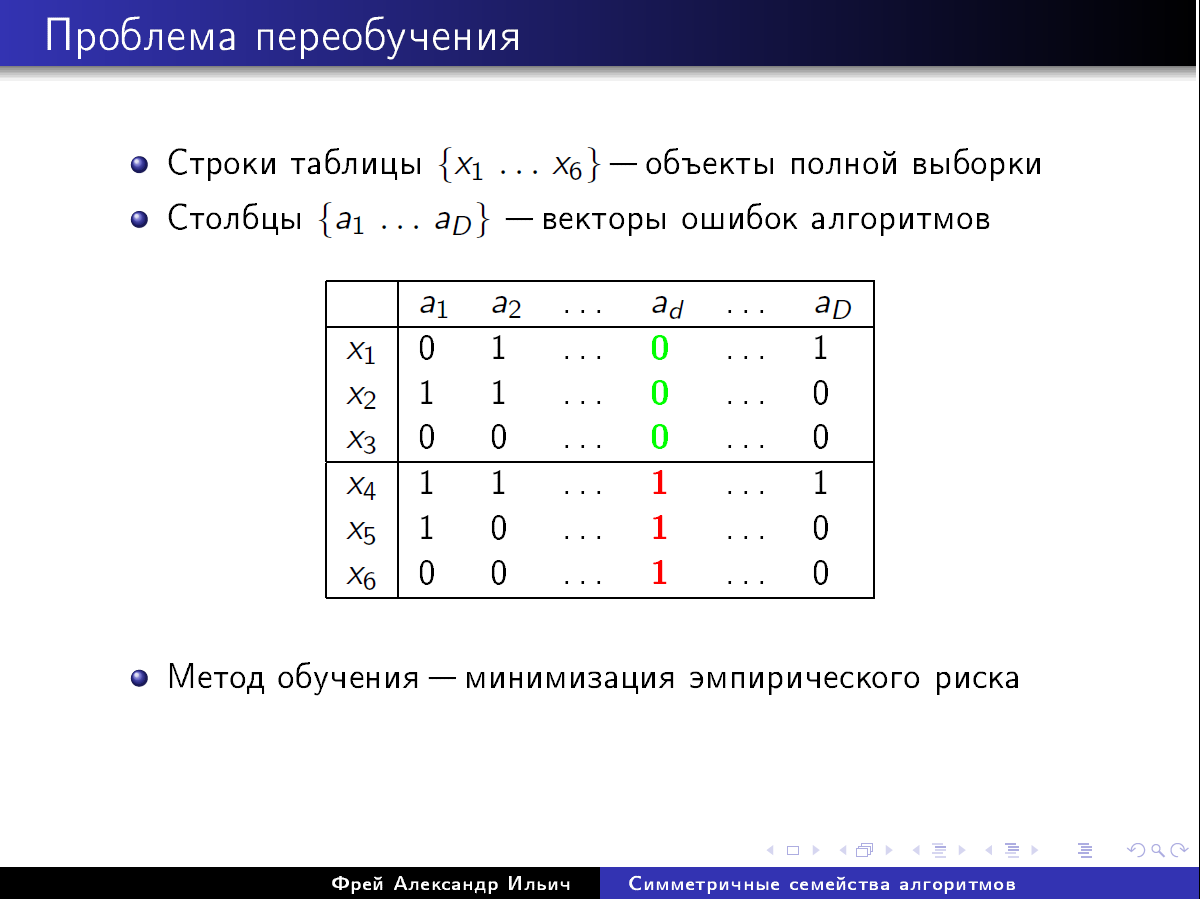 Проблема переобучения
Строки таблицы {x₁ ... x₆} — объекты полной выборки
Столбцы {a₁ ... a_D} — векторы ошибок алгоритмов
a₁ a₂ ... a_d ... a_D
x₁ 0 1 ... 0 ... 1
x₂ 1 1 ... 0 ... 0
x₃ 0 0 ... 0 ... 0
x₄ 1 1 ... 1 ... 1
x₅ 1 0 ... 1 ... 0
x₆ 0 0 ... 1 ... 0
Метод обучения — минимизация эмпирического риска
Фрей Александр Ильич Симметричные семейства алгоритмов